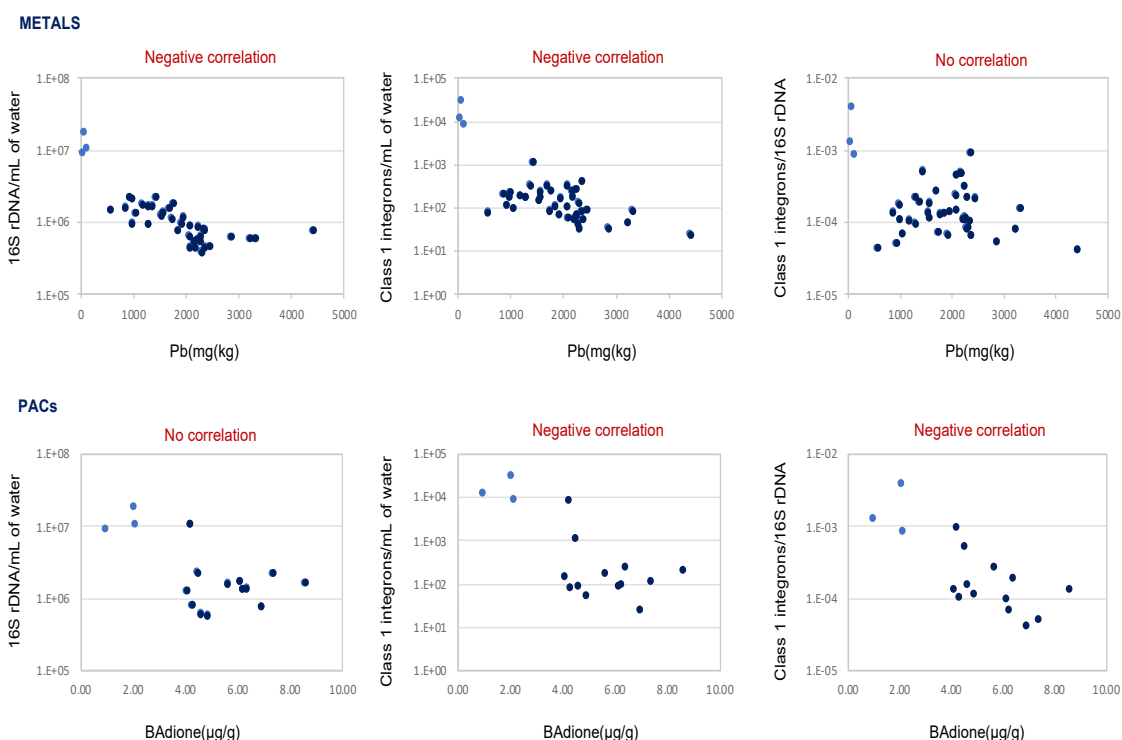 METALS
Negative correlation
Negative correlation
No correlation
16S rDNA/mL of water
1.E+08
1.E+07
1.E+06
1.E+05
0 1000 2000 3000 4000 5000
Pb(mg(kg)
Class 1 integrons/mL of water
1.E+05
1.E+04
1.E+03
1.E+02
1.E+01
1.E+00
0 1000 2000 3000 4000 5000
Pb(mg(kg)
Class 1 integrons/16S rDNA
1.E-02
1.E-03
1.E-04
1.E-05
0 1000 2000 3000 4000 5000
Pb(mg(kg)
PACs
No correlation
Negative correlation
Negative correlation
16S rDNA/mL of water
1.E+08
1.E+07
1.E+06
1.E+05
0.00 2.00 4.00 6.00 8.00 10.00
BAdione(µg/g)
Class 1 integrons/mL of water
1.E+05
1.E+04
1.E+03
1.E+02
1.E+01
1.E+00
0.00 2.00 4.00 6.00 8.00 10.00
BAdione(µg/g)
Class 1 integrons/16S rDNA
1.E-02
1.E-03
1.E-04
1.E-05
0.00 2.00 4.00 6.00 8.00 10.00
BAdione(µg/g)